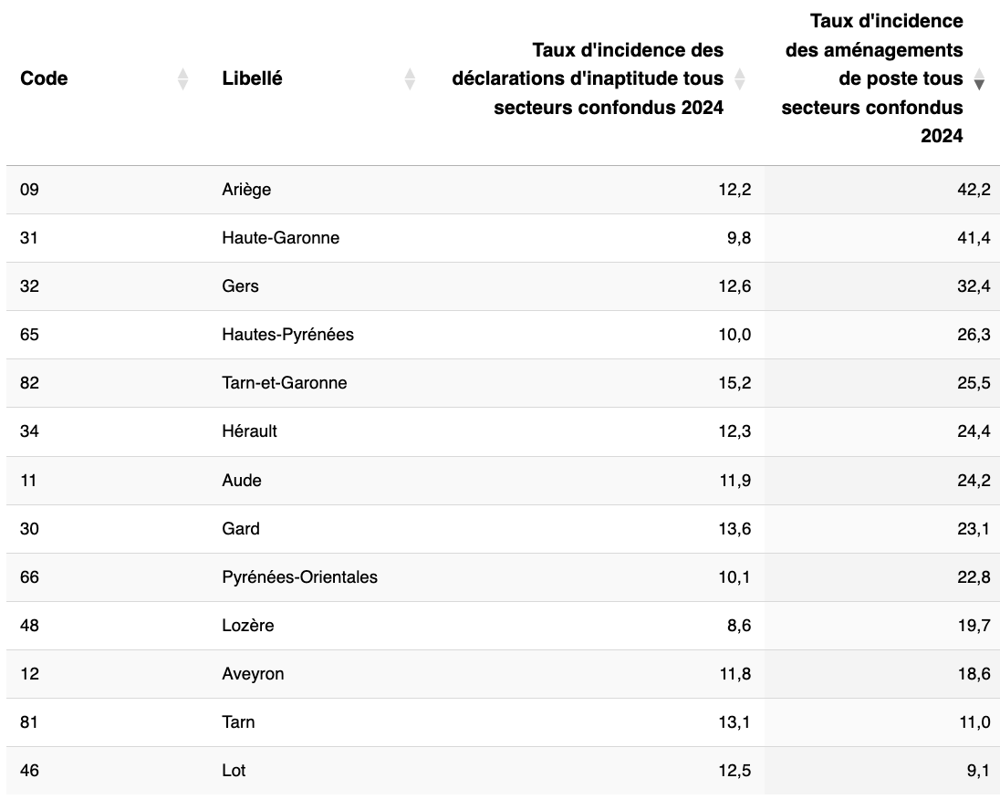 Code Libellé Taux d'incidence des déclarations d'inaptitude tous secteurs confondus 2024 Taux d'incidence des aménagements de poste tous secteurs confondus 2024
09 Ariège 12,2 42,2
31 Haute-Garonne 9,8 41,4
32 Gers 12,6 32,4
65 Hautes-Pyrénées 10,0 26,3
82 Tarn-et-Garonne 15,2 25,5
34 Hérault 12,3 24,4
11 Aude 11,9 24,2
30 Gard 13,6 23,1
66 Pyrénées-Orientales 10,1 22,8
48 Lozère 8,6 19,7
12 Aveyron 11,8 18,6
81 Tarn 13,1 11,0
46 Lot 12,5 9,1